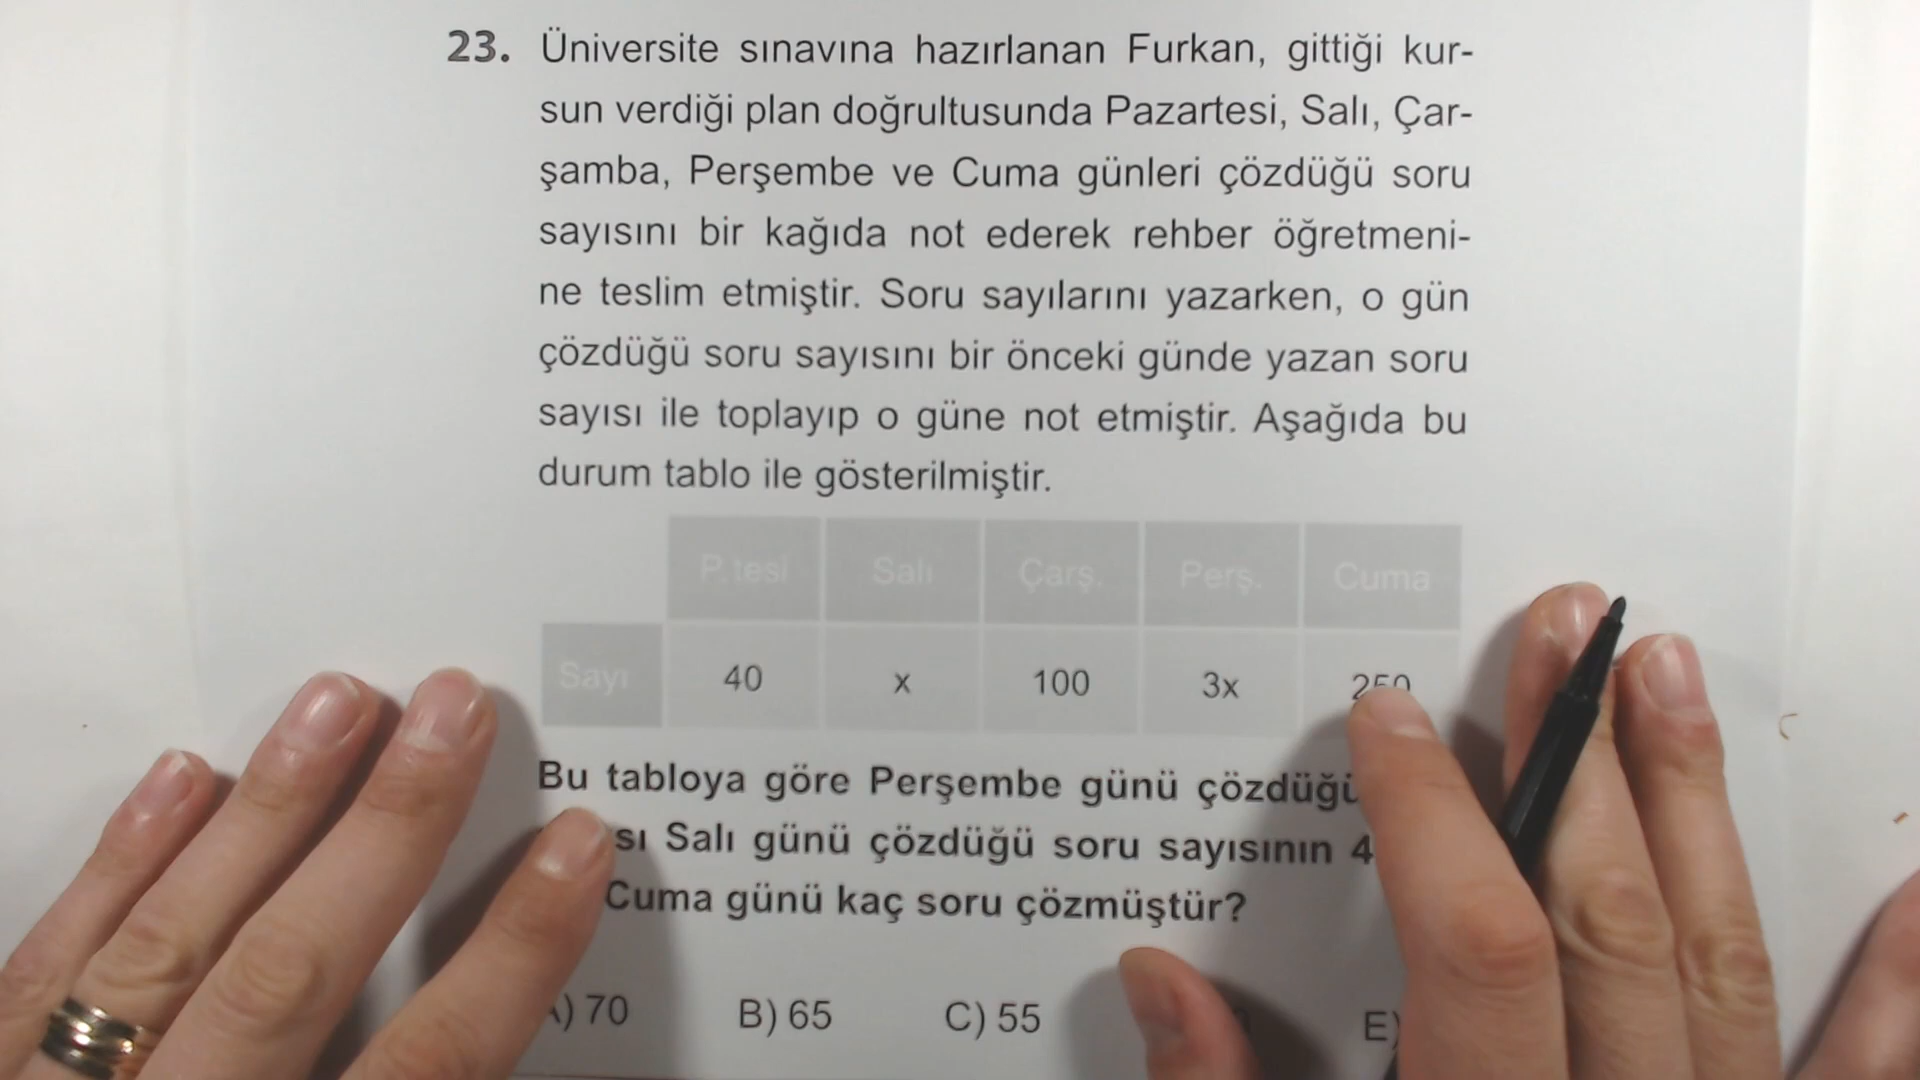 23. Üniversite sınavına hazırlanan Furkan, gittiği kur-
sun verdiği plan doğrultusunda Pazartesi, Salı, Çar-
şamba, Perşembe ve Cuma günleri çözdüğü soru
sayısını bir kağıda not ederek rehber öğretmeni-
ne teslim etmiştir. Soru sayılarını yazarken, o gün
çözdüğü soru sayısını bir önceki günde yazan soru
sayısı ile toplayıp o güne not etmiştir. Aşağıda bu
durum tablo ile gösterilmiştir.
P.tesi Salı Çarş. Perş. Cuma
Sayı 40 x 100 3x 250
Bu tabloya göre Perşembe günü çözdüğü
Salı günü çözdüğü soru sayısının 4
Cuma günü kaç soru çözmüştür?
A) 70 B) 65 C) 55 E)